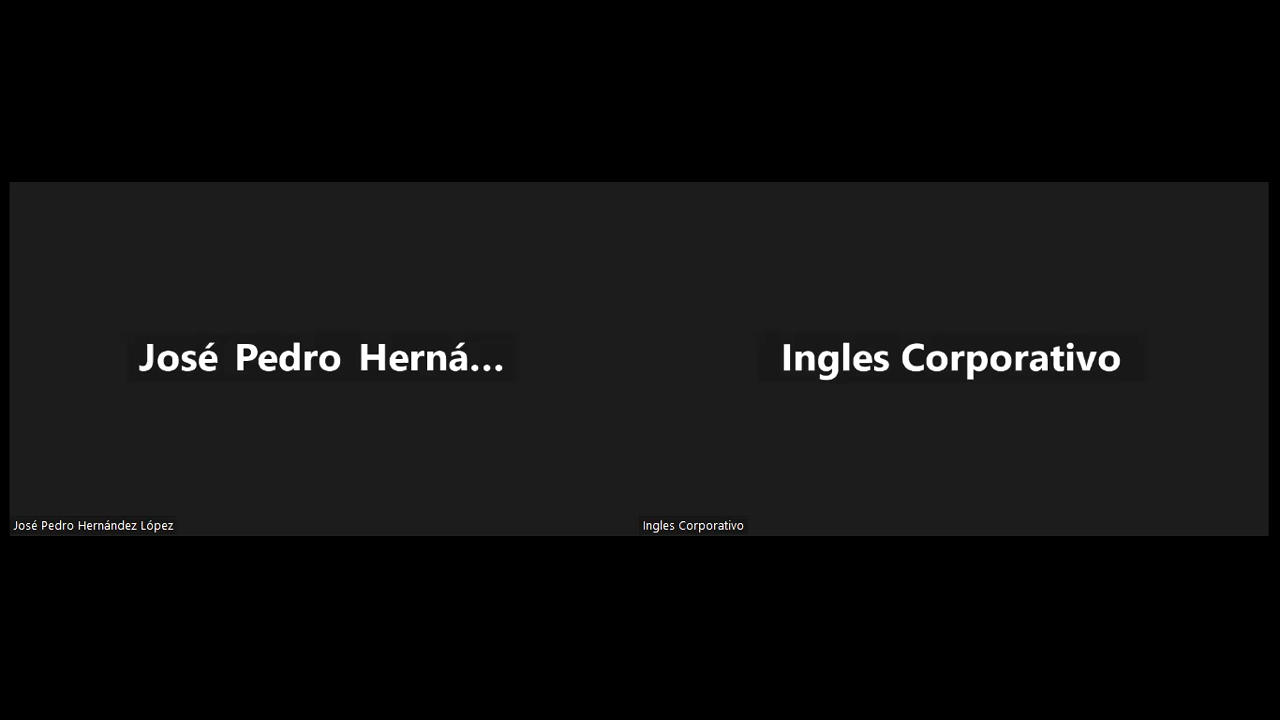 José Pedro Herná...
Ingles Corporativo
José Pedro Hernández López
Ingles Corporativo